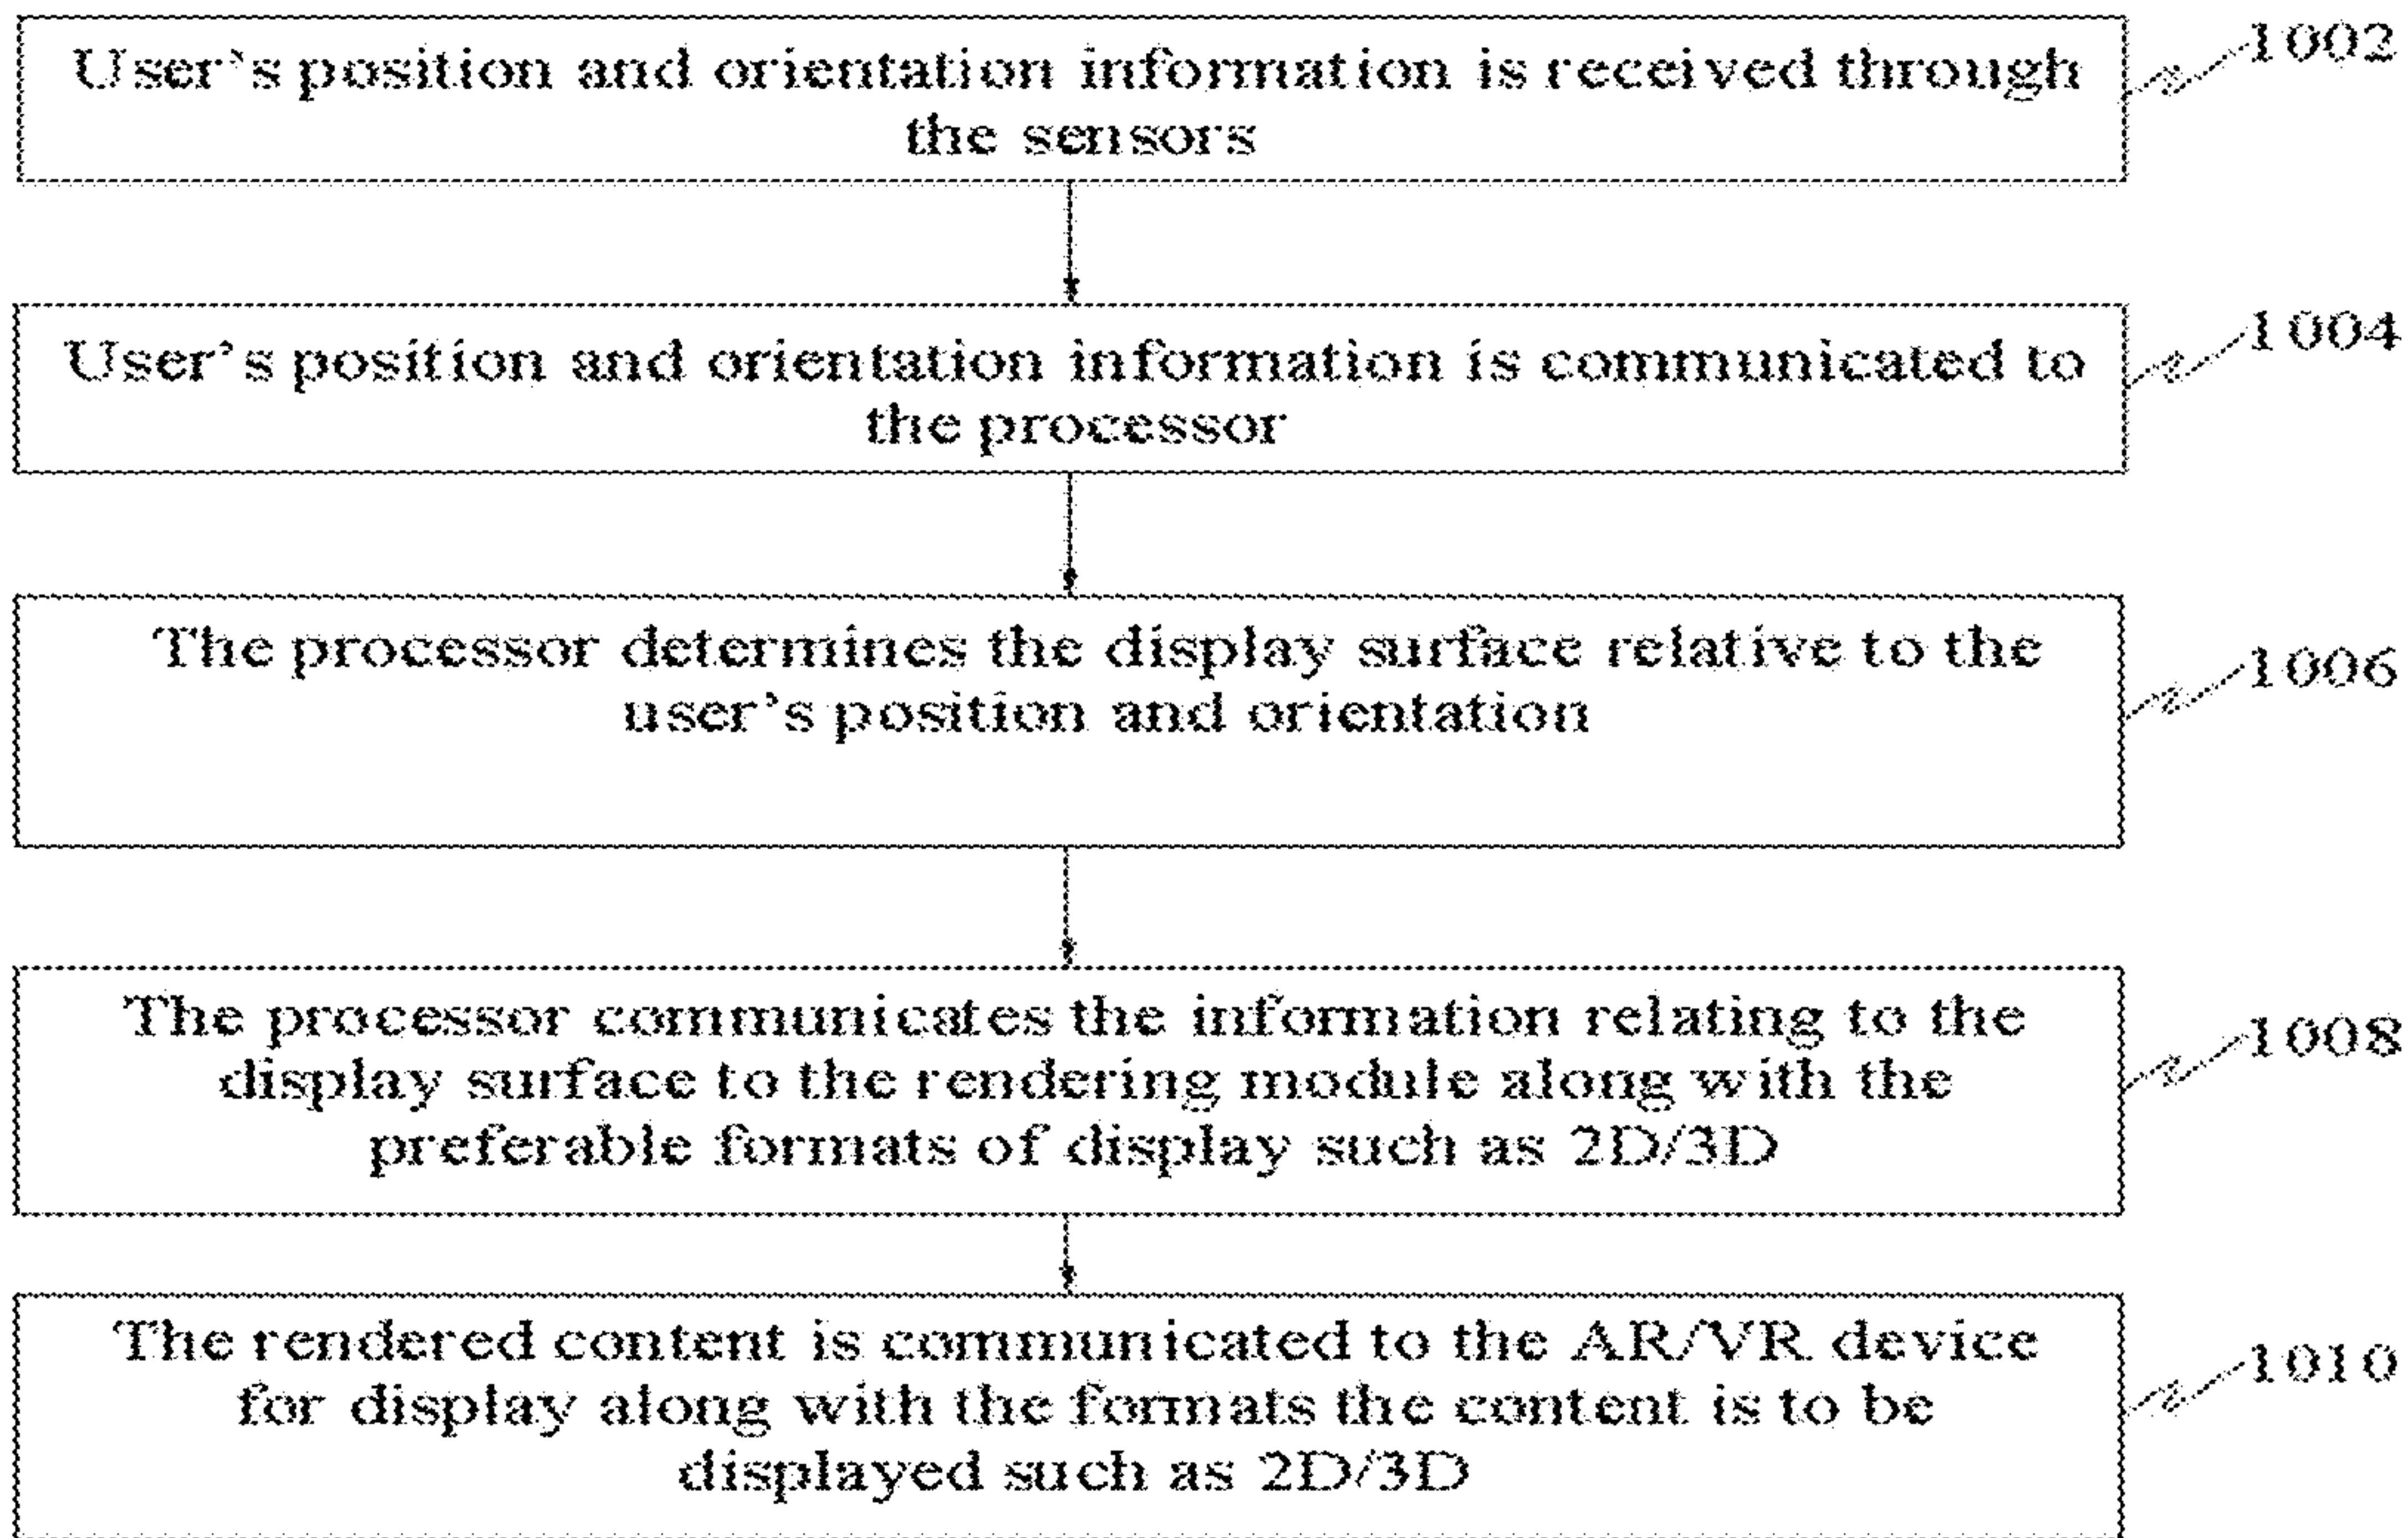 User's position and orientation information is received through
the sensors
1002
User's position and orientation information is communicated to
the processor
1004
The processor determines the display surface relative to the
user's position and orientation
1006
The processor communicates the information relating to the
display surface to the rendering module along with the
preferable formats of display such as 2D/3D
1008
The rendered content is communicated to the AR/VR device
for display along with the formats the content is to be
displayed such as 2D/3D
1010